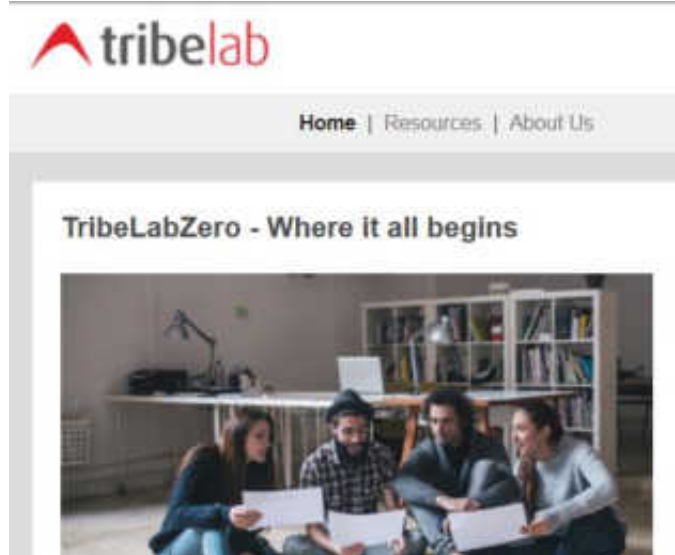 tribelab
Home | Resources | About Us
TribeLabZero - Where it all begins